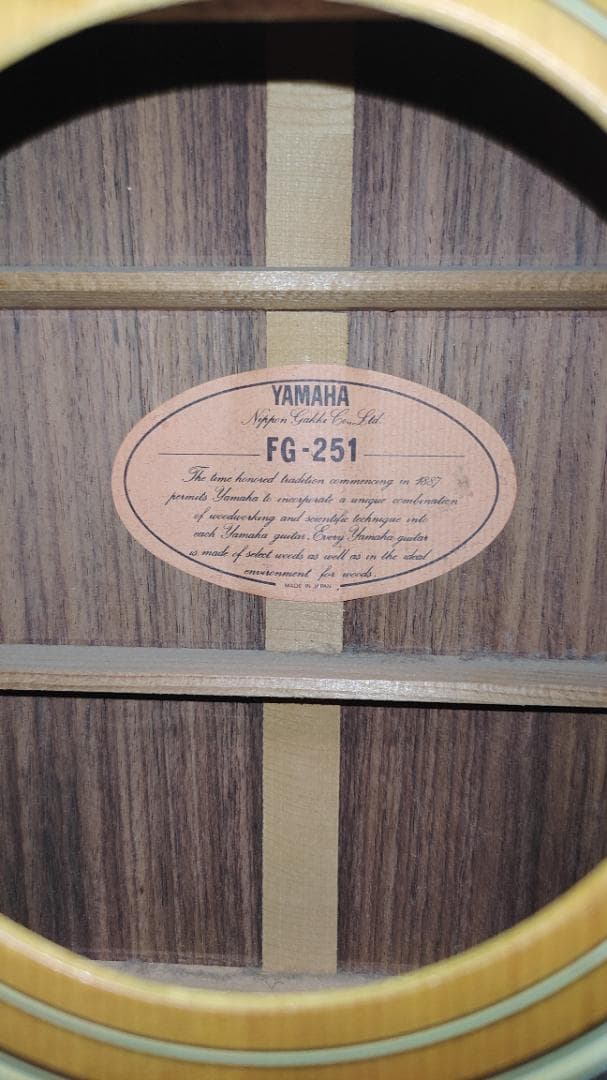 YAMAHA
Nippon Gakki Co., Ltd.
FG-251
The time honored tradition commencing in 1887
permits Yamaha to incorporate a unique combination
of woodworking and scientific technique into
each Yamaha guitar. Every Yamaha guitar
is made of select woods as well as in the ideal
environment for woods.
MADE IN JAPAN